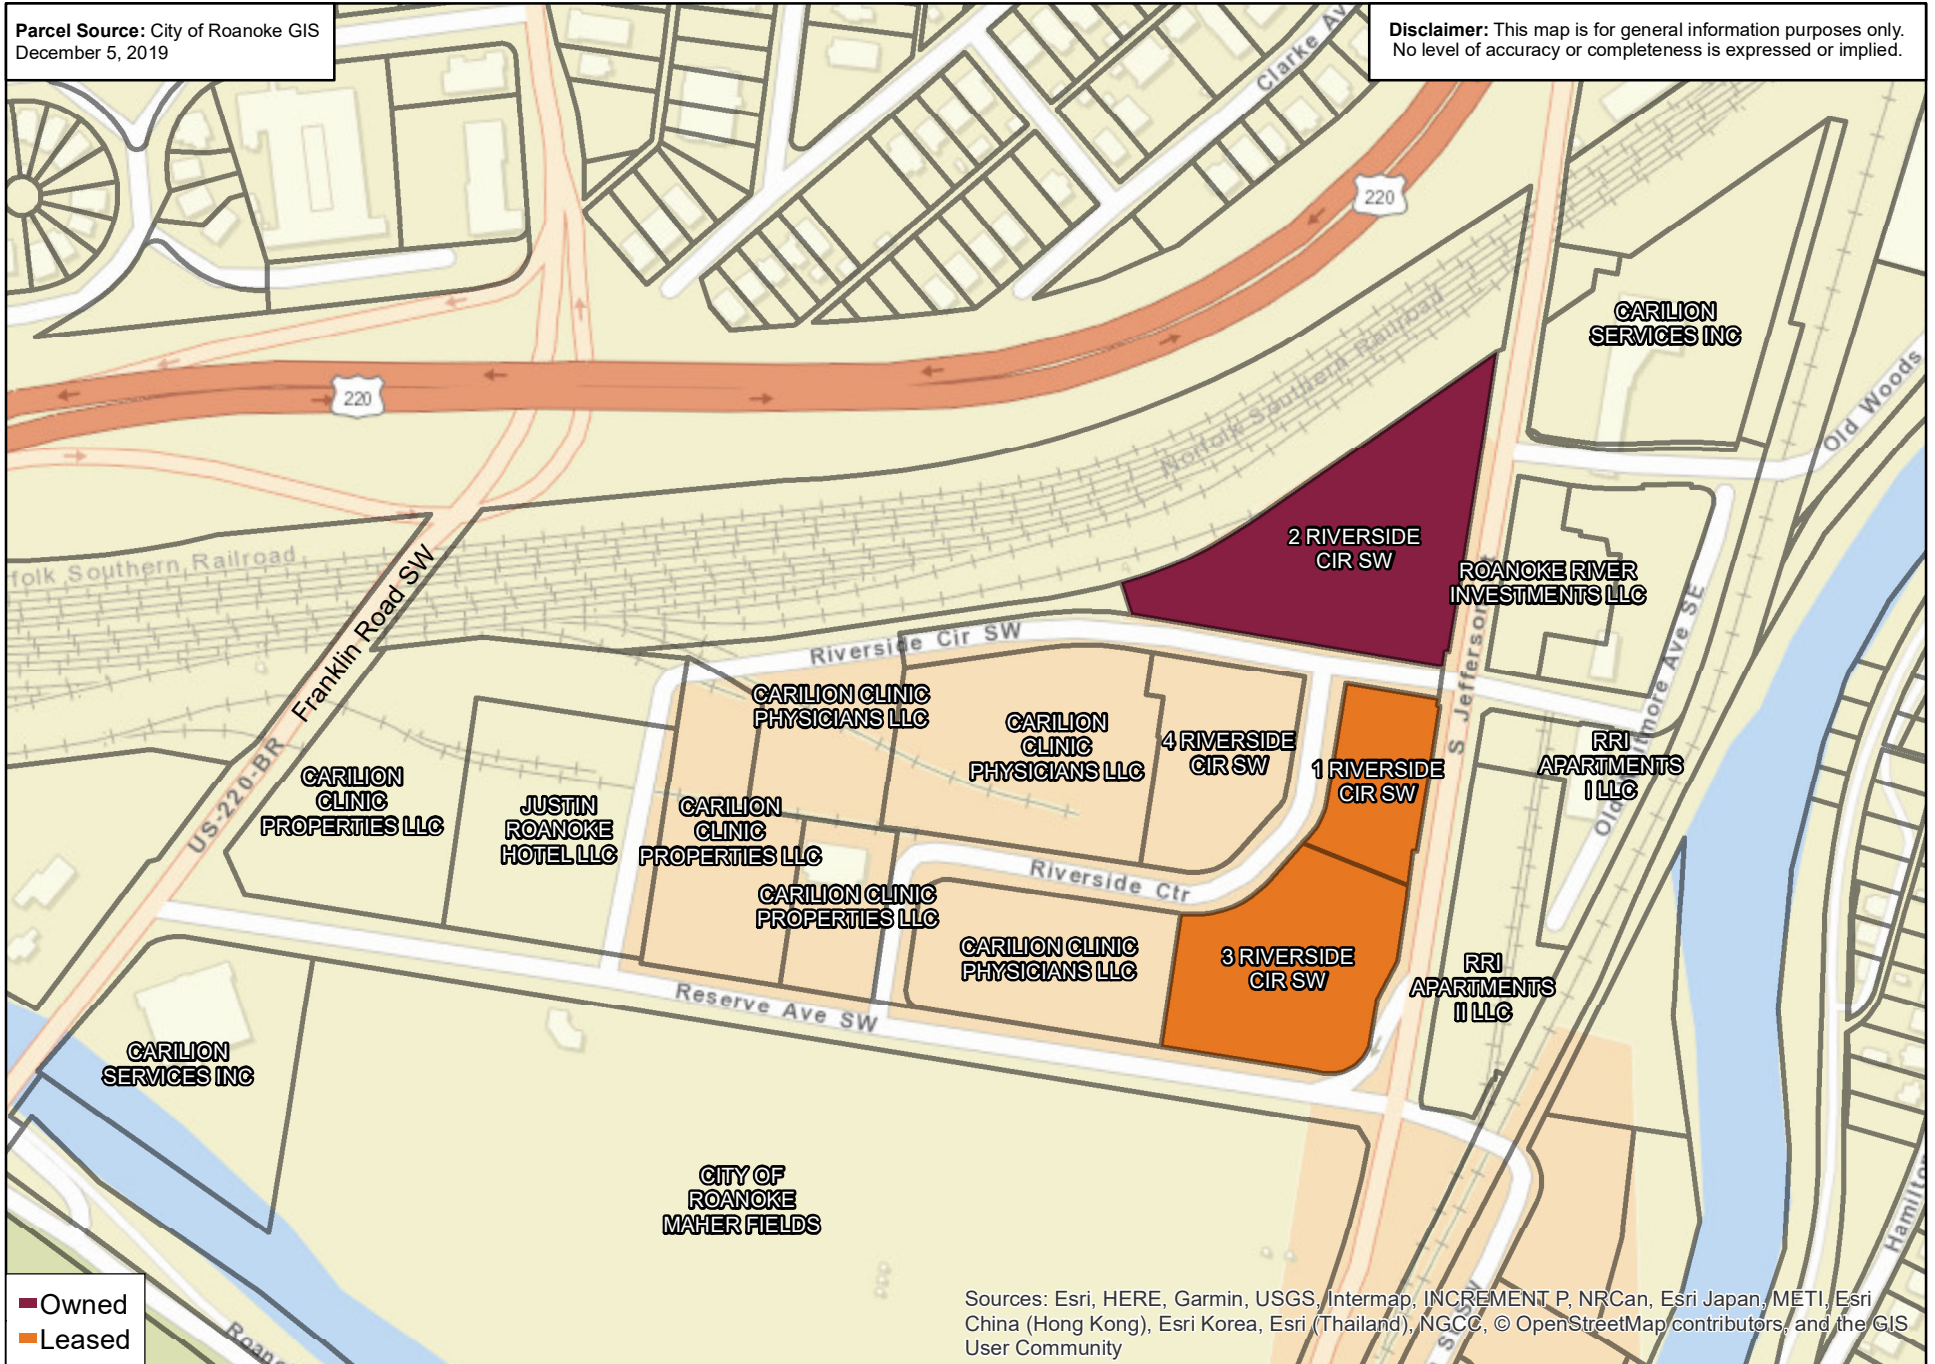 Parcel Source: City of Roanoke GIS
December 5, 2019
Disclaimer: This map is for general information purposes only.
No level of accuracy or completeness is expressed or implied.
Clarke Av
220
220
CARILION
SERVICES INC
Old Woods
Norfolk Southern Railroad
folk Southern Railroad
Franklin Road SW
US-220-BR
2 RIVERSIDE
CIR SW
ROANOKE RIVER
INVESTMENTS LLC
S Jefferson
Riverside Cir SW
CARILION CLINIC
PHYSICIANS LLC
CARILION
CLINIC
PHYSICIANS LLC
4 RIVERSIDE
CIR SW
1 RIVERSIDE
CIR SW
RRI
APARTMENTS
I LLC
CARILION
CLINIC
PROPERTIES LLC
JUSTIN
ROANOKE
HOTEL LLC
CARILION
CLINIC
PROPERTIES LLC
CARILION CLINIC
PROPERTIES LLC
Riverside Ctr
CARILION CLINIC
PHYSICIANS LLC
3 RIVERSIDE
CIR SW
RRI
APARTMENTS
II LLC
Reserve Ave SW
CARILION
SERVICES INC
CITY OF
ROANOKE
MAHER FIELDS
Owned
Leased
Sources: Esri, HERE, Garmin, USGS, Intermap, INCREMENT P, NRCan, Esri Japan, METI, Esri
China (Hong Kong), Esri Korea, Esri (Thailand), NGCC, © OpenStreetMap contributors, and the GIS
User Community